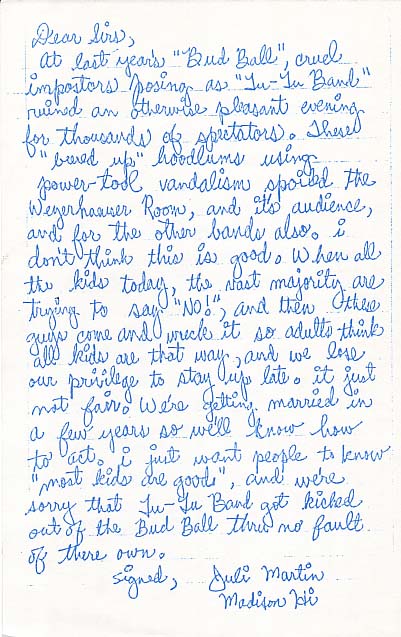 Dear Sirs,
At last year's "Bud Ball", cruel
impostors posing as "Tu-Tu Band"
ruined an otherwise pleasant evening
for thousands of spectators. These
"beered up" hoodlums using
power-tool vandalism spoiled the
Weyerhauser Room, and it's audience,
and for the other bands also. i
don't think this is good. When all
the kids today, the vast majority are
trying to say "NO!", and then these
guys come and wreck it so adults think
all kids are that way, and we lose
our privilege to stay up late. it just
not fair. We're getting married in
a few years so we'll know how
to act. i just want people to know
"most kids are goods", and we're
sorry that Tu-Tu Band got kicked
out of the Bud Ball thru no fault
of there own.
signed, Juli Martin
Madison Hi